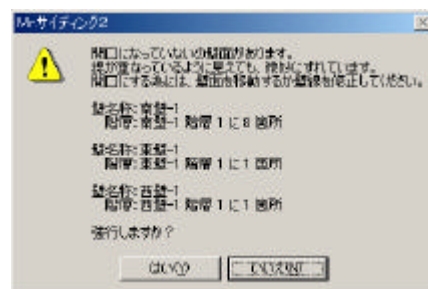 Mrサイディング2
開口になっていないの壁面があります。
線が重なっているように見えても、微妙にずれています。
開口にする為には、壁面を移動するか壁線を修正してください。
壁名称:南壁-1
階層:南壁-1 階層 1 に 8 箇所
壁名称:東壁-1
階層:東壁-1 階層 1 に 1 箇所
壁名称:西壁-1
階層:西壁-1 階層 1 に 1 箇所
強行しますか?
はい(Y)
いいえ(N)